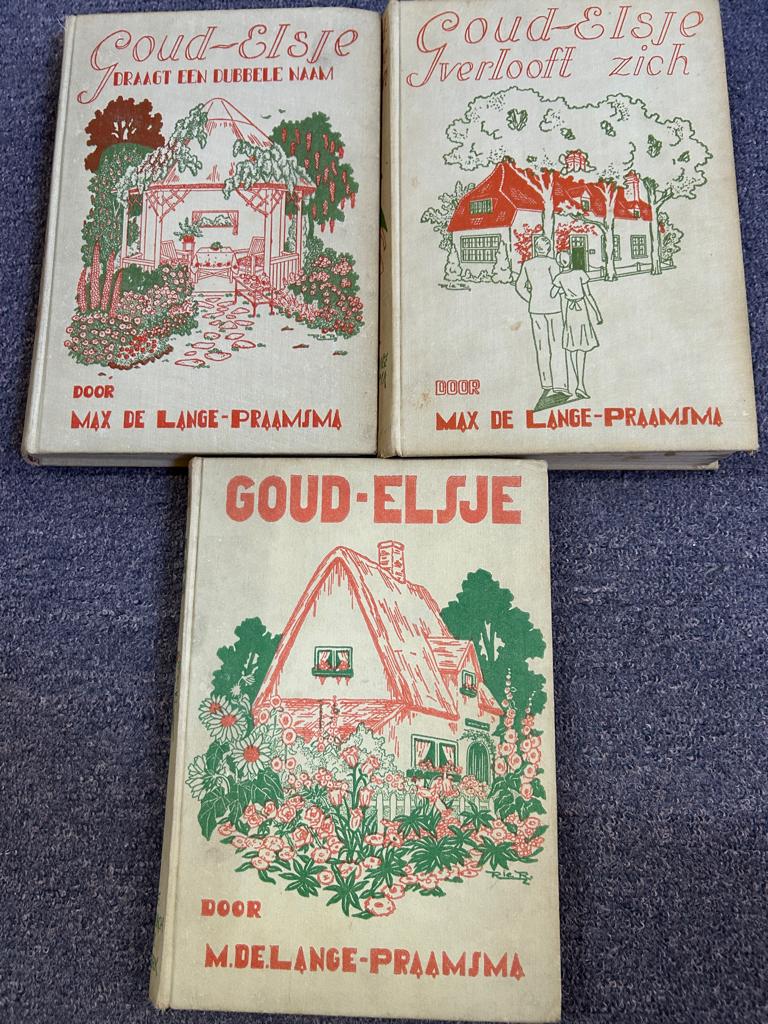 Goud-Elsje
DRAAGT EEN DUBBELE NAAM
DOOR
MAX DE LANGE-PRAAMSMA
Goud-Elsje
verlooft zich
DOOR
MAX DE LANGE-PRAAMSMA
GOUD-ELSJE
DOOR
M.DE.LANGE-PRAAMSMA